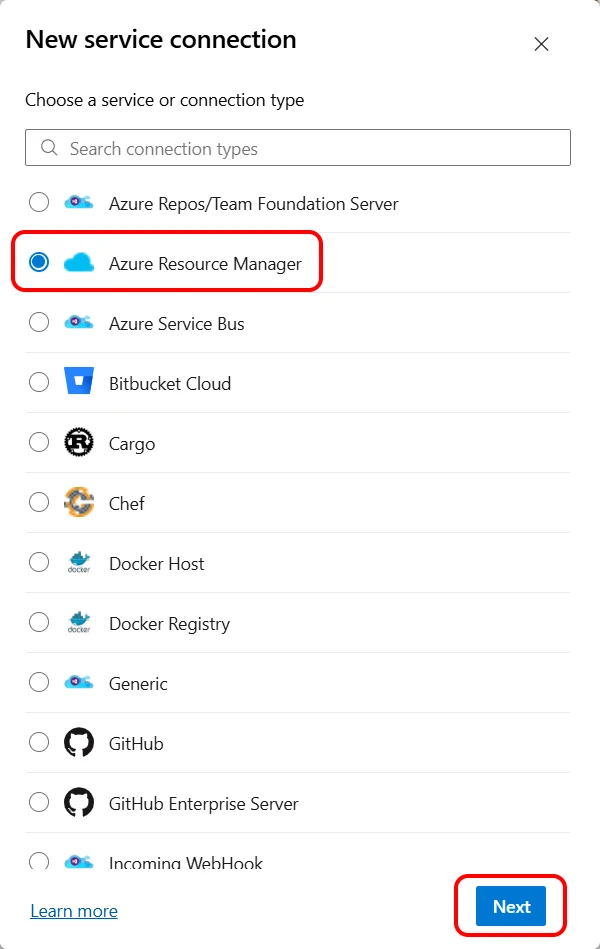 New service connection
Choose a service or connection type
Search connection types
Azure Repos/Team Foundation Server
Azure Resource Manager
Azure Service Bus
Bitbucket Cloud
Cargo
Chef
docker Docker Host
docker Docker Registry
Generic
GitHub
GitHub Enterprise Server
Incoming WebHook
Learn more
Next